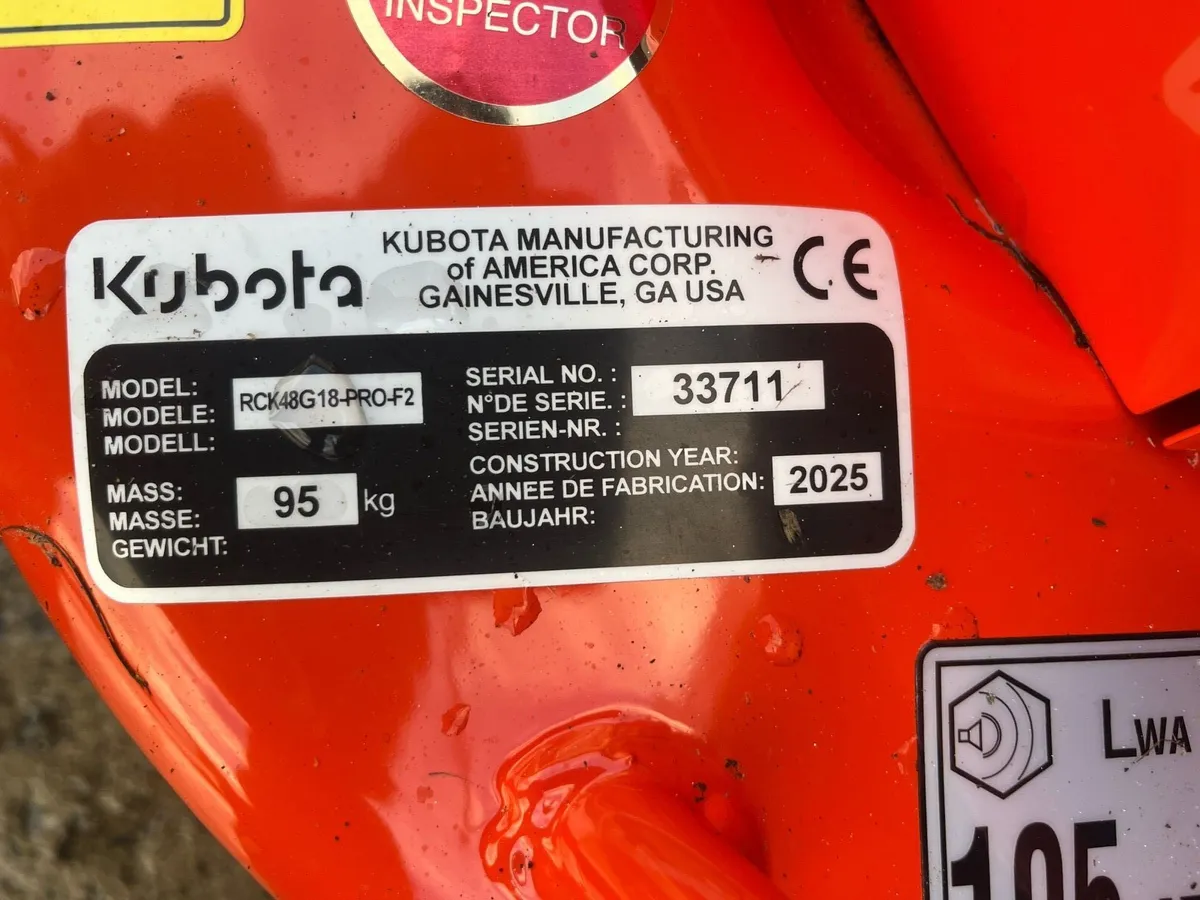 INSPECTOR
Kubota
KUBOTA MANUFACTURING
of AMERICA CORP.
GAINESVILLE, GA USA
CE
MODEL:
MODELE:
MODELL:
RCK48G18-PRO-F2
SERIAL NO. :
N°DE SERIE. :
SERIEN-NR. :
33711
MASS:
MASSE:
GEWICHT:
95 kg
CONSTRUCTION YEAR:
ANNEE DE FABRICATION:
BAUJAHR:
2025
LWA
105